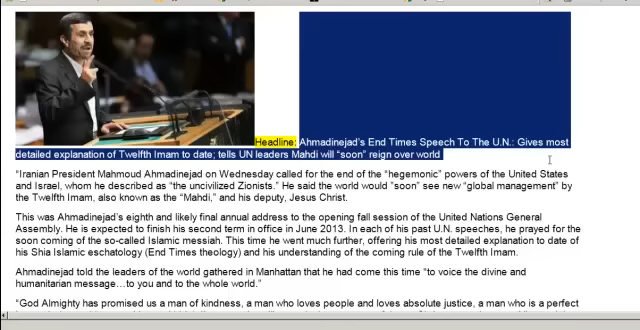 Headline; Ahmadinejad's End Times Speech To The U.N.: Gives most
detailed explanation of Twelfth Imam to date; tells UN leaders Mahdi will "soon" reign over world
"Iranian President Mahmoud Ahmadinejad on Wednesday called for the end of the "hegemonic" powers of the United States
and Israel, whom he described as "the uncivilized Zionists." He said the world would "soon" see new "global management" by
the Twelfth Imam, also known as the "Mahdi," and his deputy, Jesus Christ.
This was Ahmadinejad's eighth and likely final annual address to the opening fall session of the United Nations General
Assembly. He is expected to finish his second term in office in June 2013. In each of his past U.N. speeches, he prayed for the
soon coming of the so-called Islamic messiah. This time he went much further, offering his most detailed explanation to date of
his Shia Islamic eschatology (End Times theology) and his understanding of the coming rule of the Twelfth Imam.
Ahmadinejad told the leaders of the world gathered in Manhattan that he had come this time "to voice the divine and
humanitarian message…to you and to the whole world."
"God Almighty has promised us a man of kindness, a man who loves people and loves absolute justice, a man who is a perfect